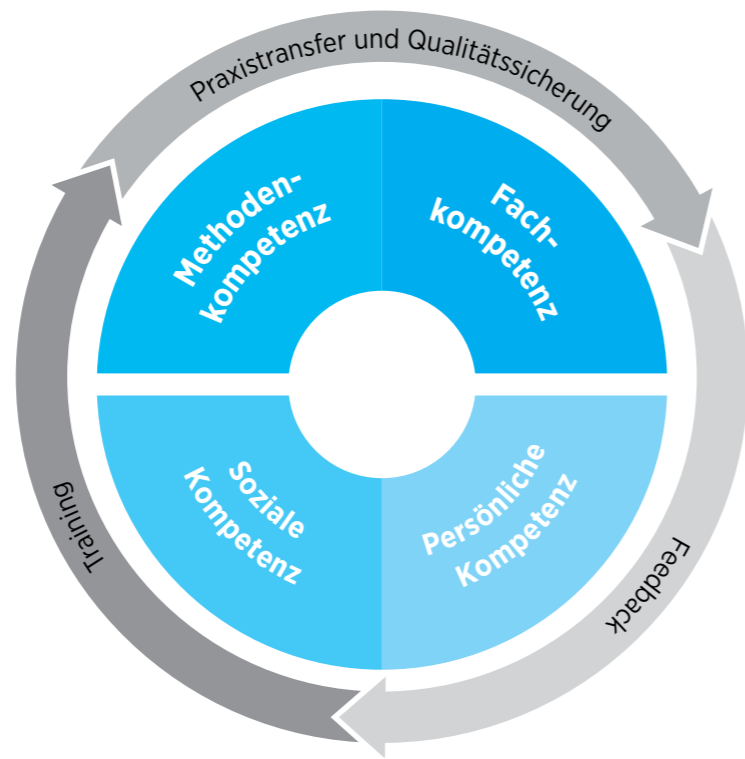 Praxistransfer und Qualitätssicherung
Methoden-
kompetenz
Fach-
kompetenz
Soziale
Kompetenz
Persönliche
Kompetenz
Training
Feedback